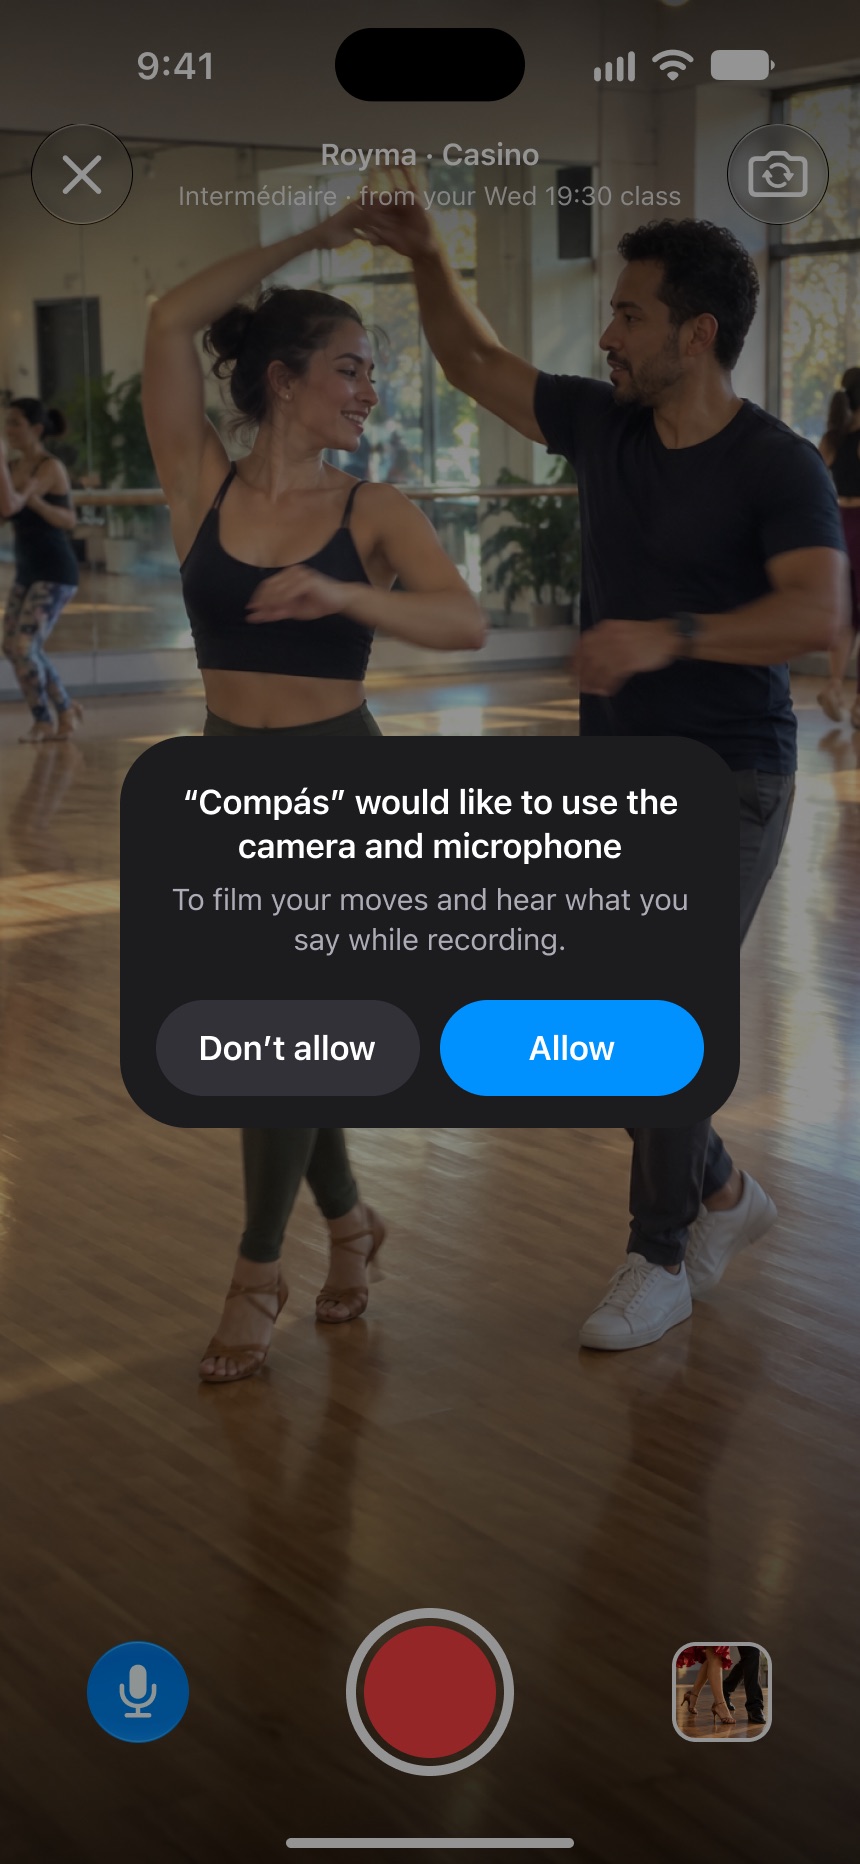 9:41
Royma · Casino
Intermédiaire · from your Wed 19:30 class
“Compás” would like to use the
camera and microphone
To film your moves and hear what you
say while recording.
Don’t allow
Allow